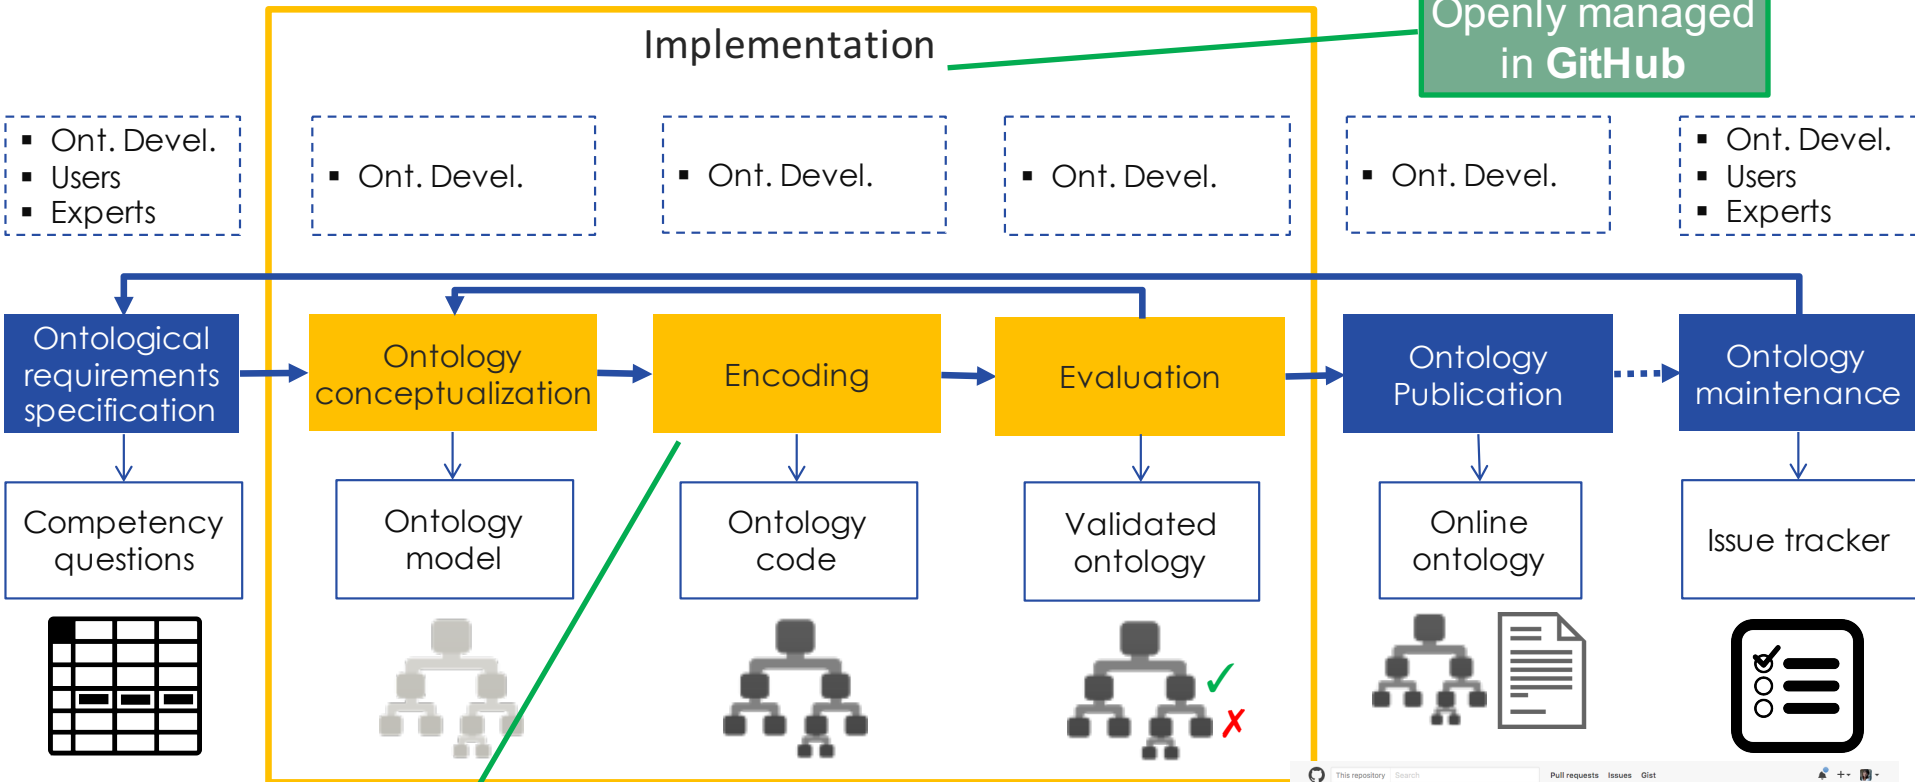 Implementation
Openly managed
in GitHub
▪ Ont. Devel.
▪ Users
▪ Experts
▪ Ont. Devel.
▪ Ont. Devel.
▪ Ont. Devel.
▪ Ont. Devel.
▪ Ont. Devel.
▪ Users
▪ Experts
Ontological
requirements
specification
Ontology
conceptualization
Encoding
Evaluation
Ontology
Publication
Ontology
maintenance
Competency
questions
Ontology
model
Ontology
code
Validated
ontology
Online
ontology
Issue tracker
This repository Search Pull requests Issues Gist